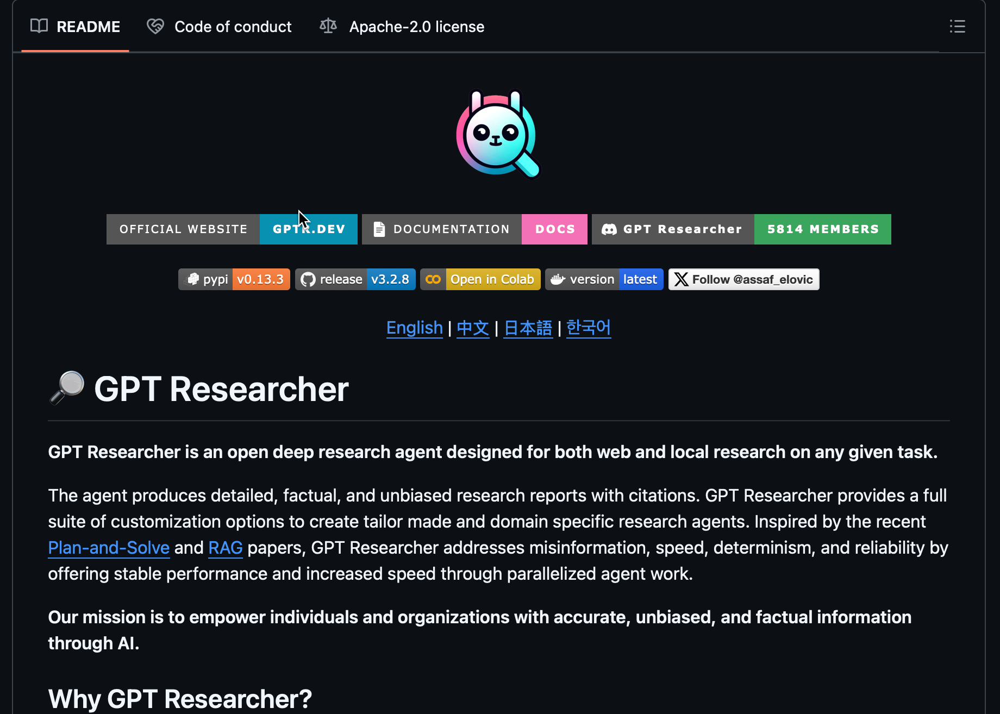 README Code of conduct Apache-2.0 license
OFFICIAL WEBSITE GPTR.DEV DOCUMENTATION DOCS GPT Researcher 5814 MEMBERS
pypi v0.13.3 release v3.2.8 Open in Colab version latest Follow @assaf_elovic
English | 中文 | 日本語 | 한국어
GPT Researcher
GPT Researcher is an open deep research agent designed for both web and local research on any given task.
The agent produces detailed, factual, and unbiased research reports with citations. GPT Researcher provides a full
suite of customization options to create tailor made and domain specific research agents. Inspired by the recent
Plan-and-Solve and RAG papers, GPT Researcher addresses misinformation, speed, determinism, and reliability by
offering stable performance and increased speed through parallelized agent work.
Our mission is to empower individuals and organizations with accurate, unbiased, and factual information
through AI.
Why GPT Researcher?